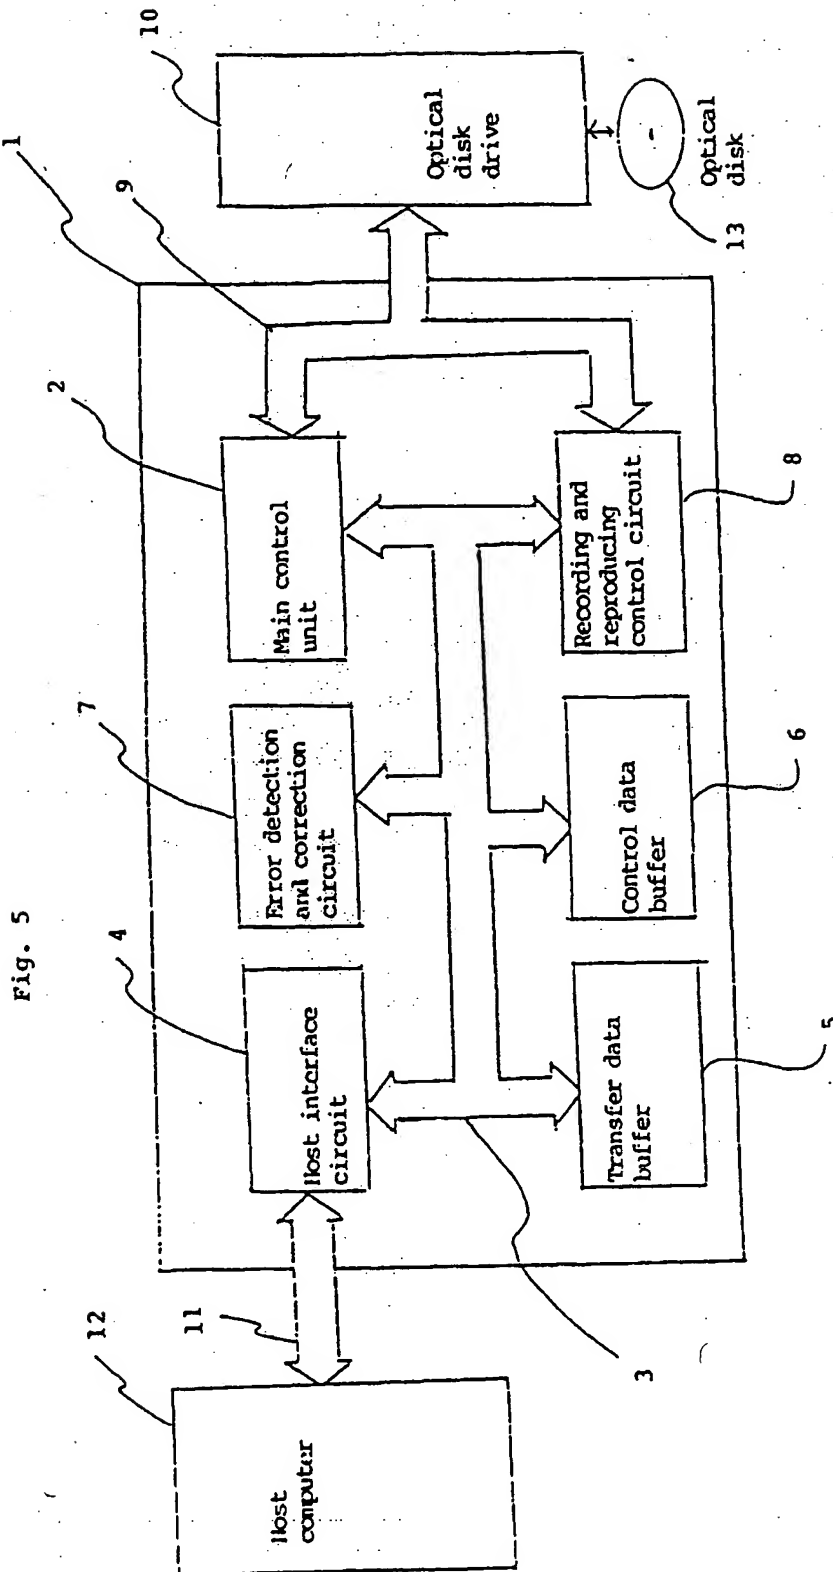 Fig. 5
12
Host
computer
11
4
Host interface
circuit
7
Error detection
and correction
circuit
2
Main control
unit
9
1
10
Optical
disk
drive
3
Transfer data
buffer
5
Control data
buffer
6
Recording and
reproducing
control circuit
8
13
Optical
disk